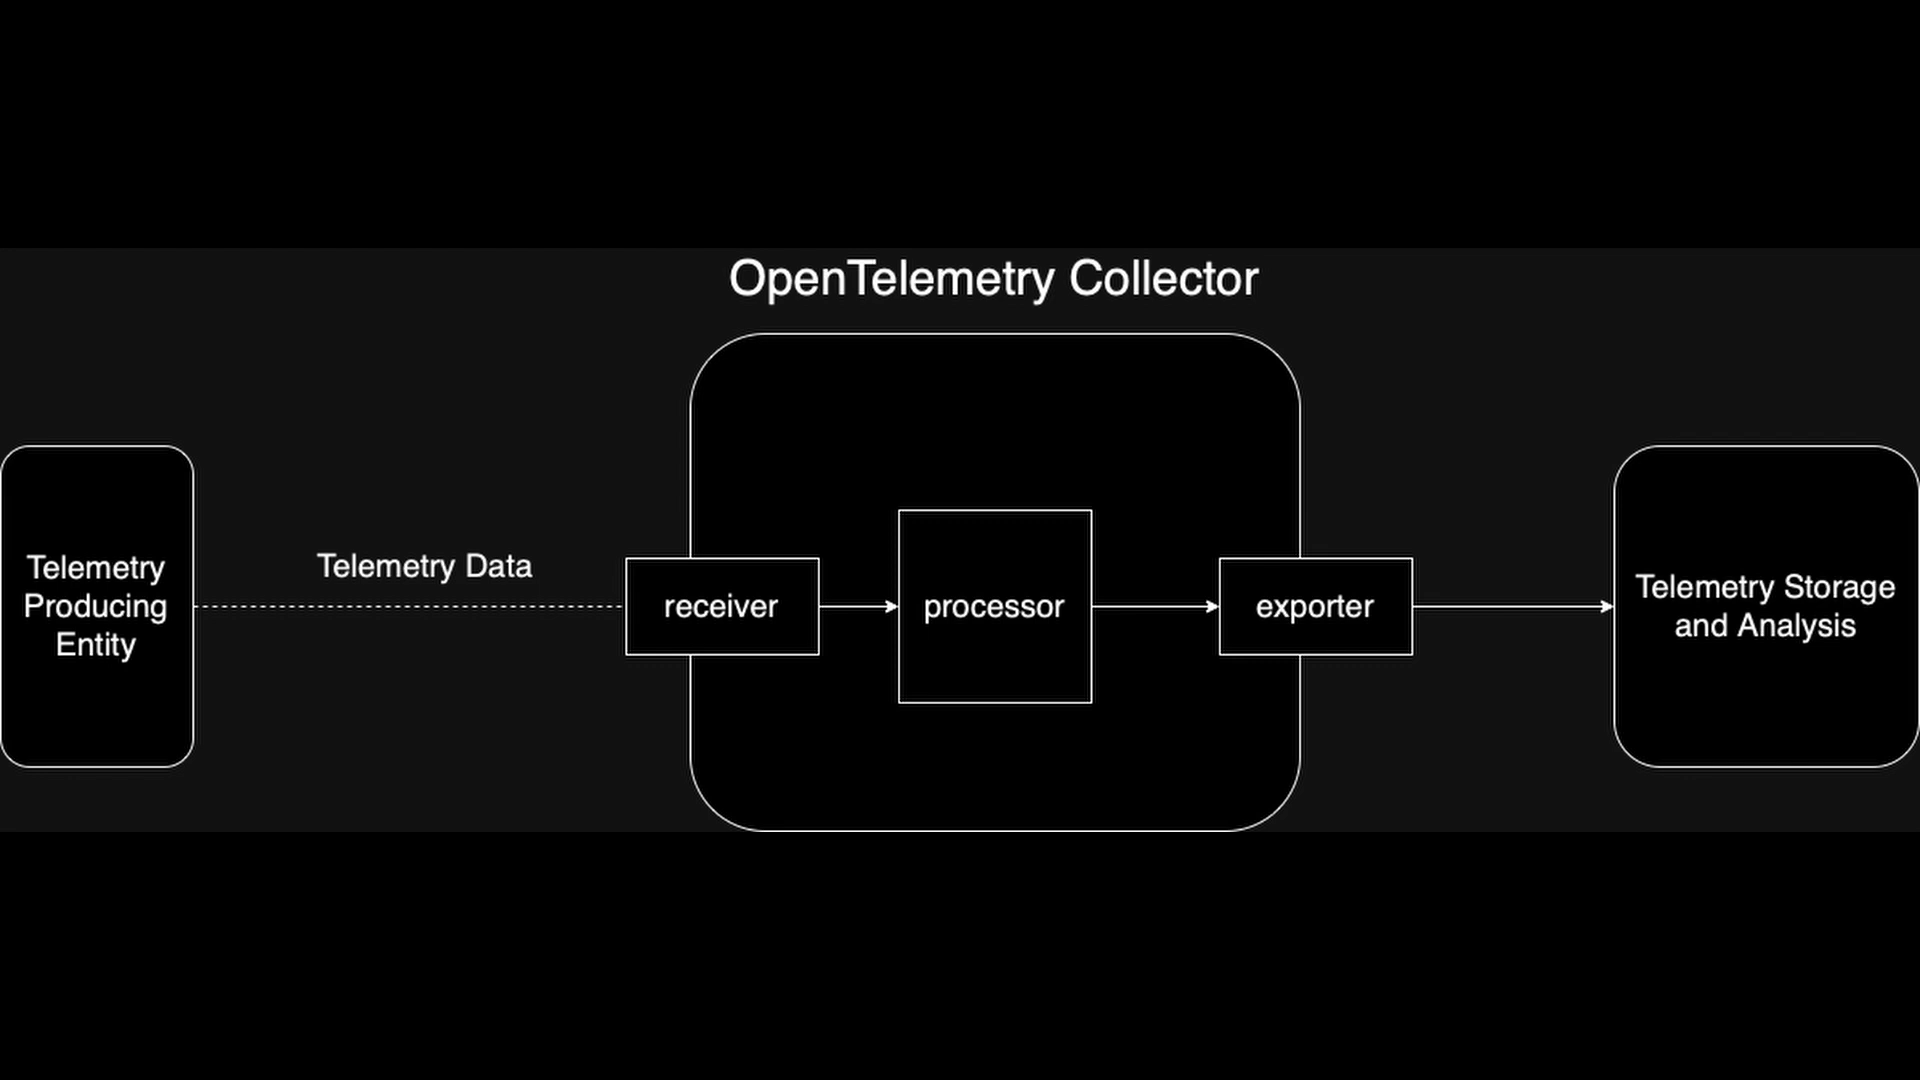 OpenTelemetry Collector
Telemetry
Producing
Entity
Telemetry Data
receiver
processor
exporter
Telemetry Storage
and Analysis